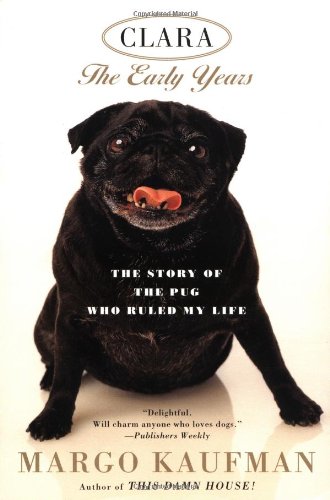 CLARA
The Early Years
THE STORY OF
THE PUG
WHO RULED MY LIFE
"Delightful.
Will charm anyone who loves dogs."
—Publishers Weekly
MARGO KAUFMAN
Author of THIS DAMN HOUSE!